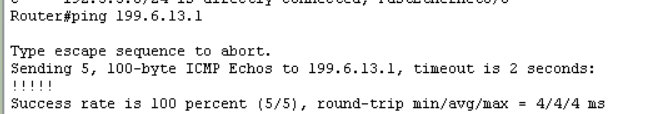 Router#ping 199.6.13.1
Type escape sequence to abort.
Sending 5, 100-byte ICMP Echos to 199.6.13.1, timeout is 2 seconds:
!!!!!
Success rate is 100 percent (5/5), round-trip min/avg/max = 4/4/4 ms